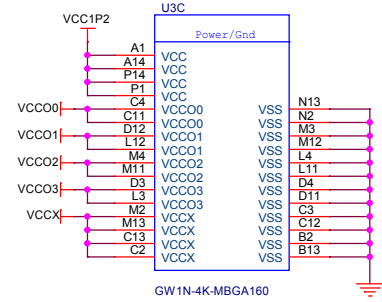 U3C
VCC1P2
Power/Gnd
A1 VCC
A14 VCC
P14 VCC
P1 VCC
VCCO0 C4 VCCO0 VSS N13
C11 VCCO0 VSS N2
VCCO1 D12 VCCO1 VSS M3
L12 VCCO1 VSS M12
VCCO2 M4 VCCO2 VSS L4
M11 VCCO2 VSS L11
VCCO3 D3 VCCO3 VSS D4
L3 VCCO3 VSS D11
VCCX M2 VCCX VSS C3
M13 VCCX VSS C12
C13 VCCX VSS B2
C2 VCCX VSS B13
GW1N-4K-MBGA160